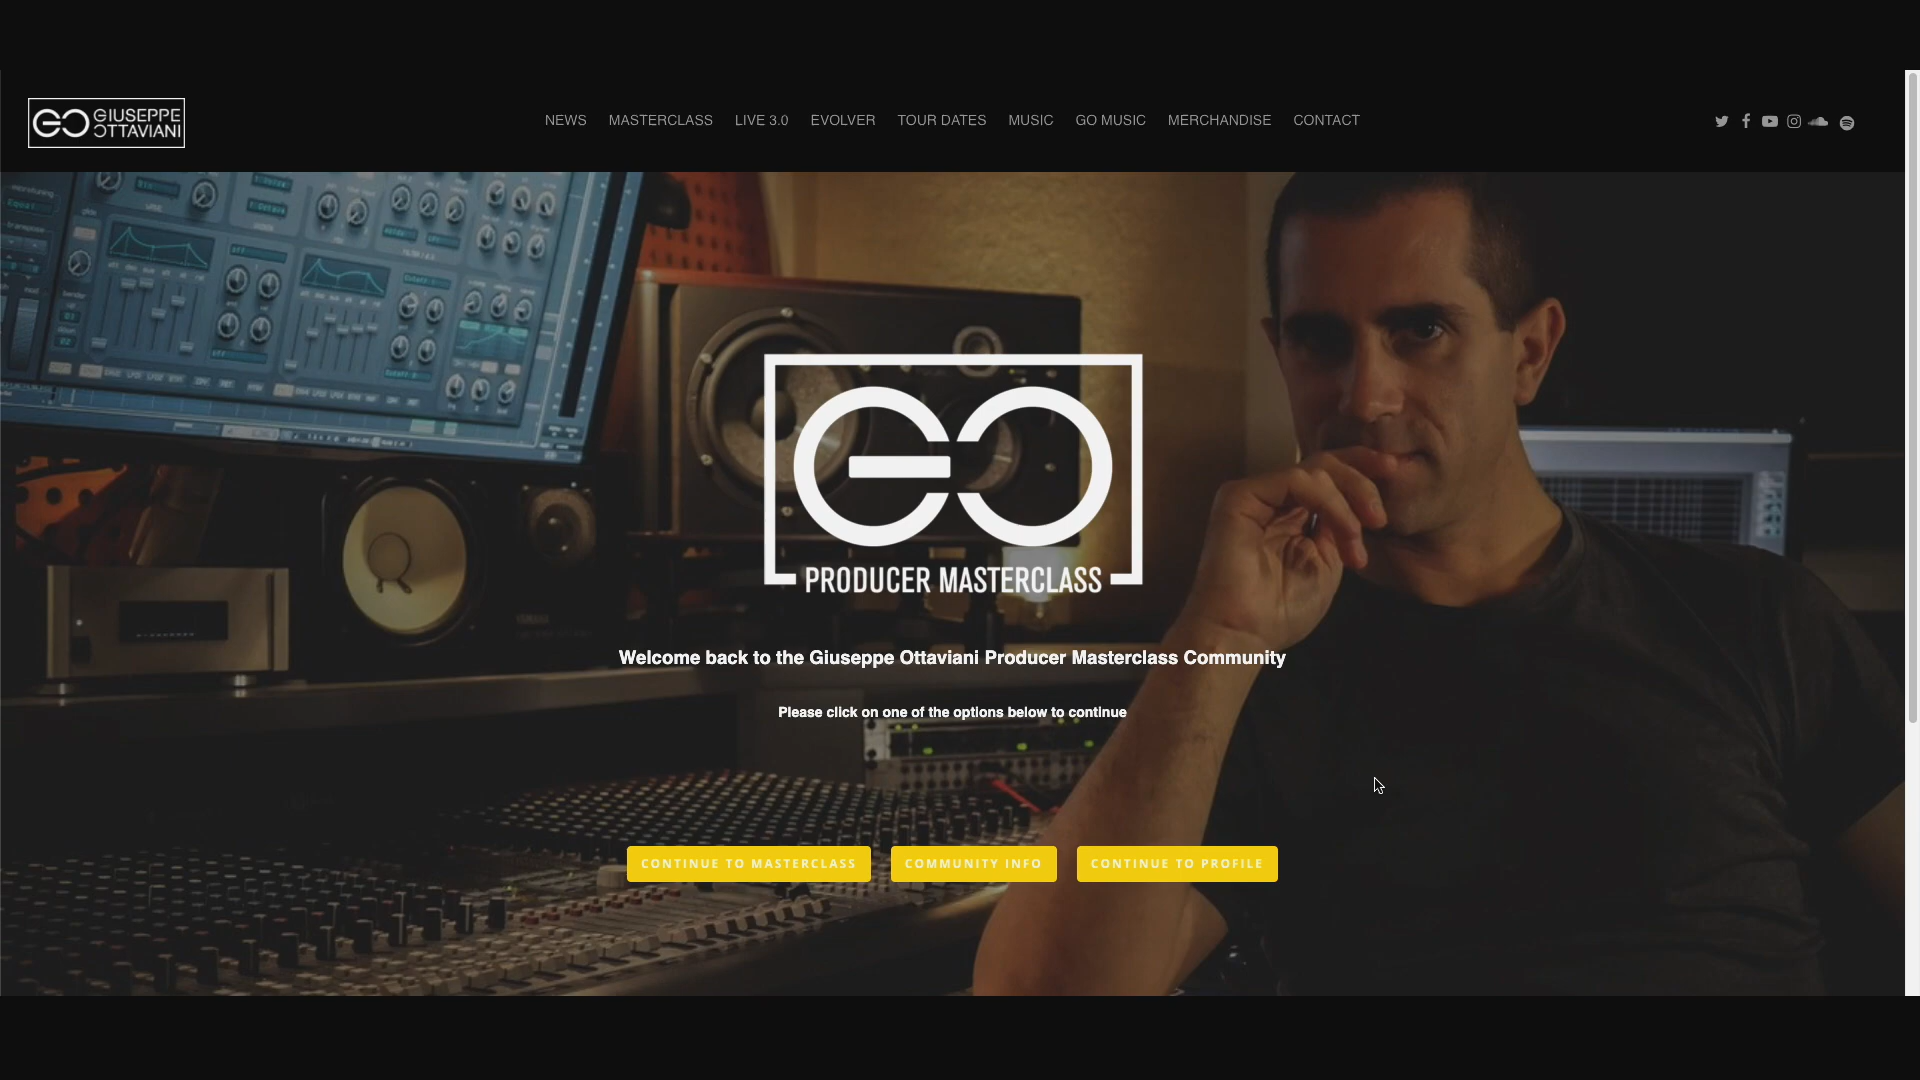 GIUSEPPE
OTTAVIANI
NEWS
MASTERCLASS
LIVE 3.0
EVOLVER
TOUR DATES
MUSIC
GO MUSIC
MERCHANDISE
CONTACT
GO
PRODUCER MASTERCLASS
Welcome back to the Giuseppe Ottaviani Producer Masterclass Community
Please click on one of the options below to continue
CONTINUE TO MASTERCLASS
COMMUNITY INFO
CONTINUE TO PROFILE